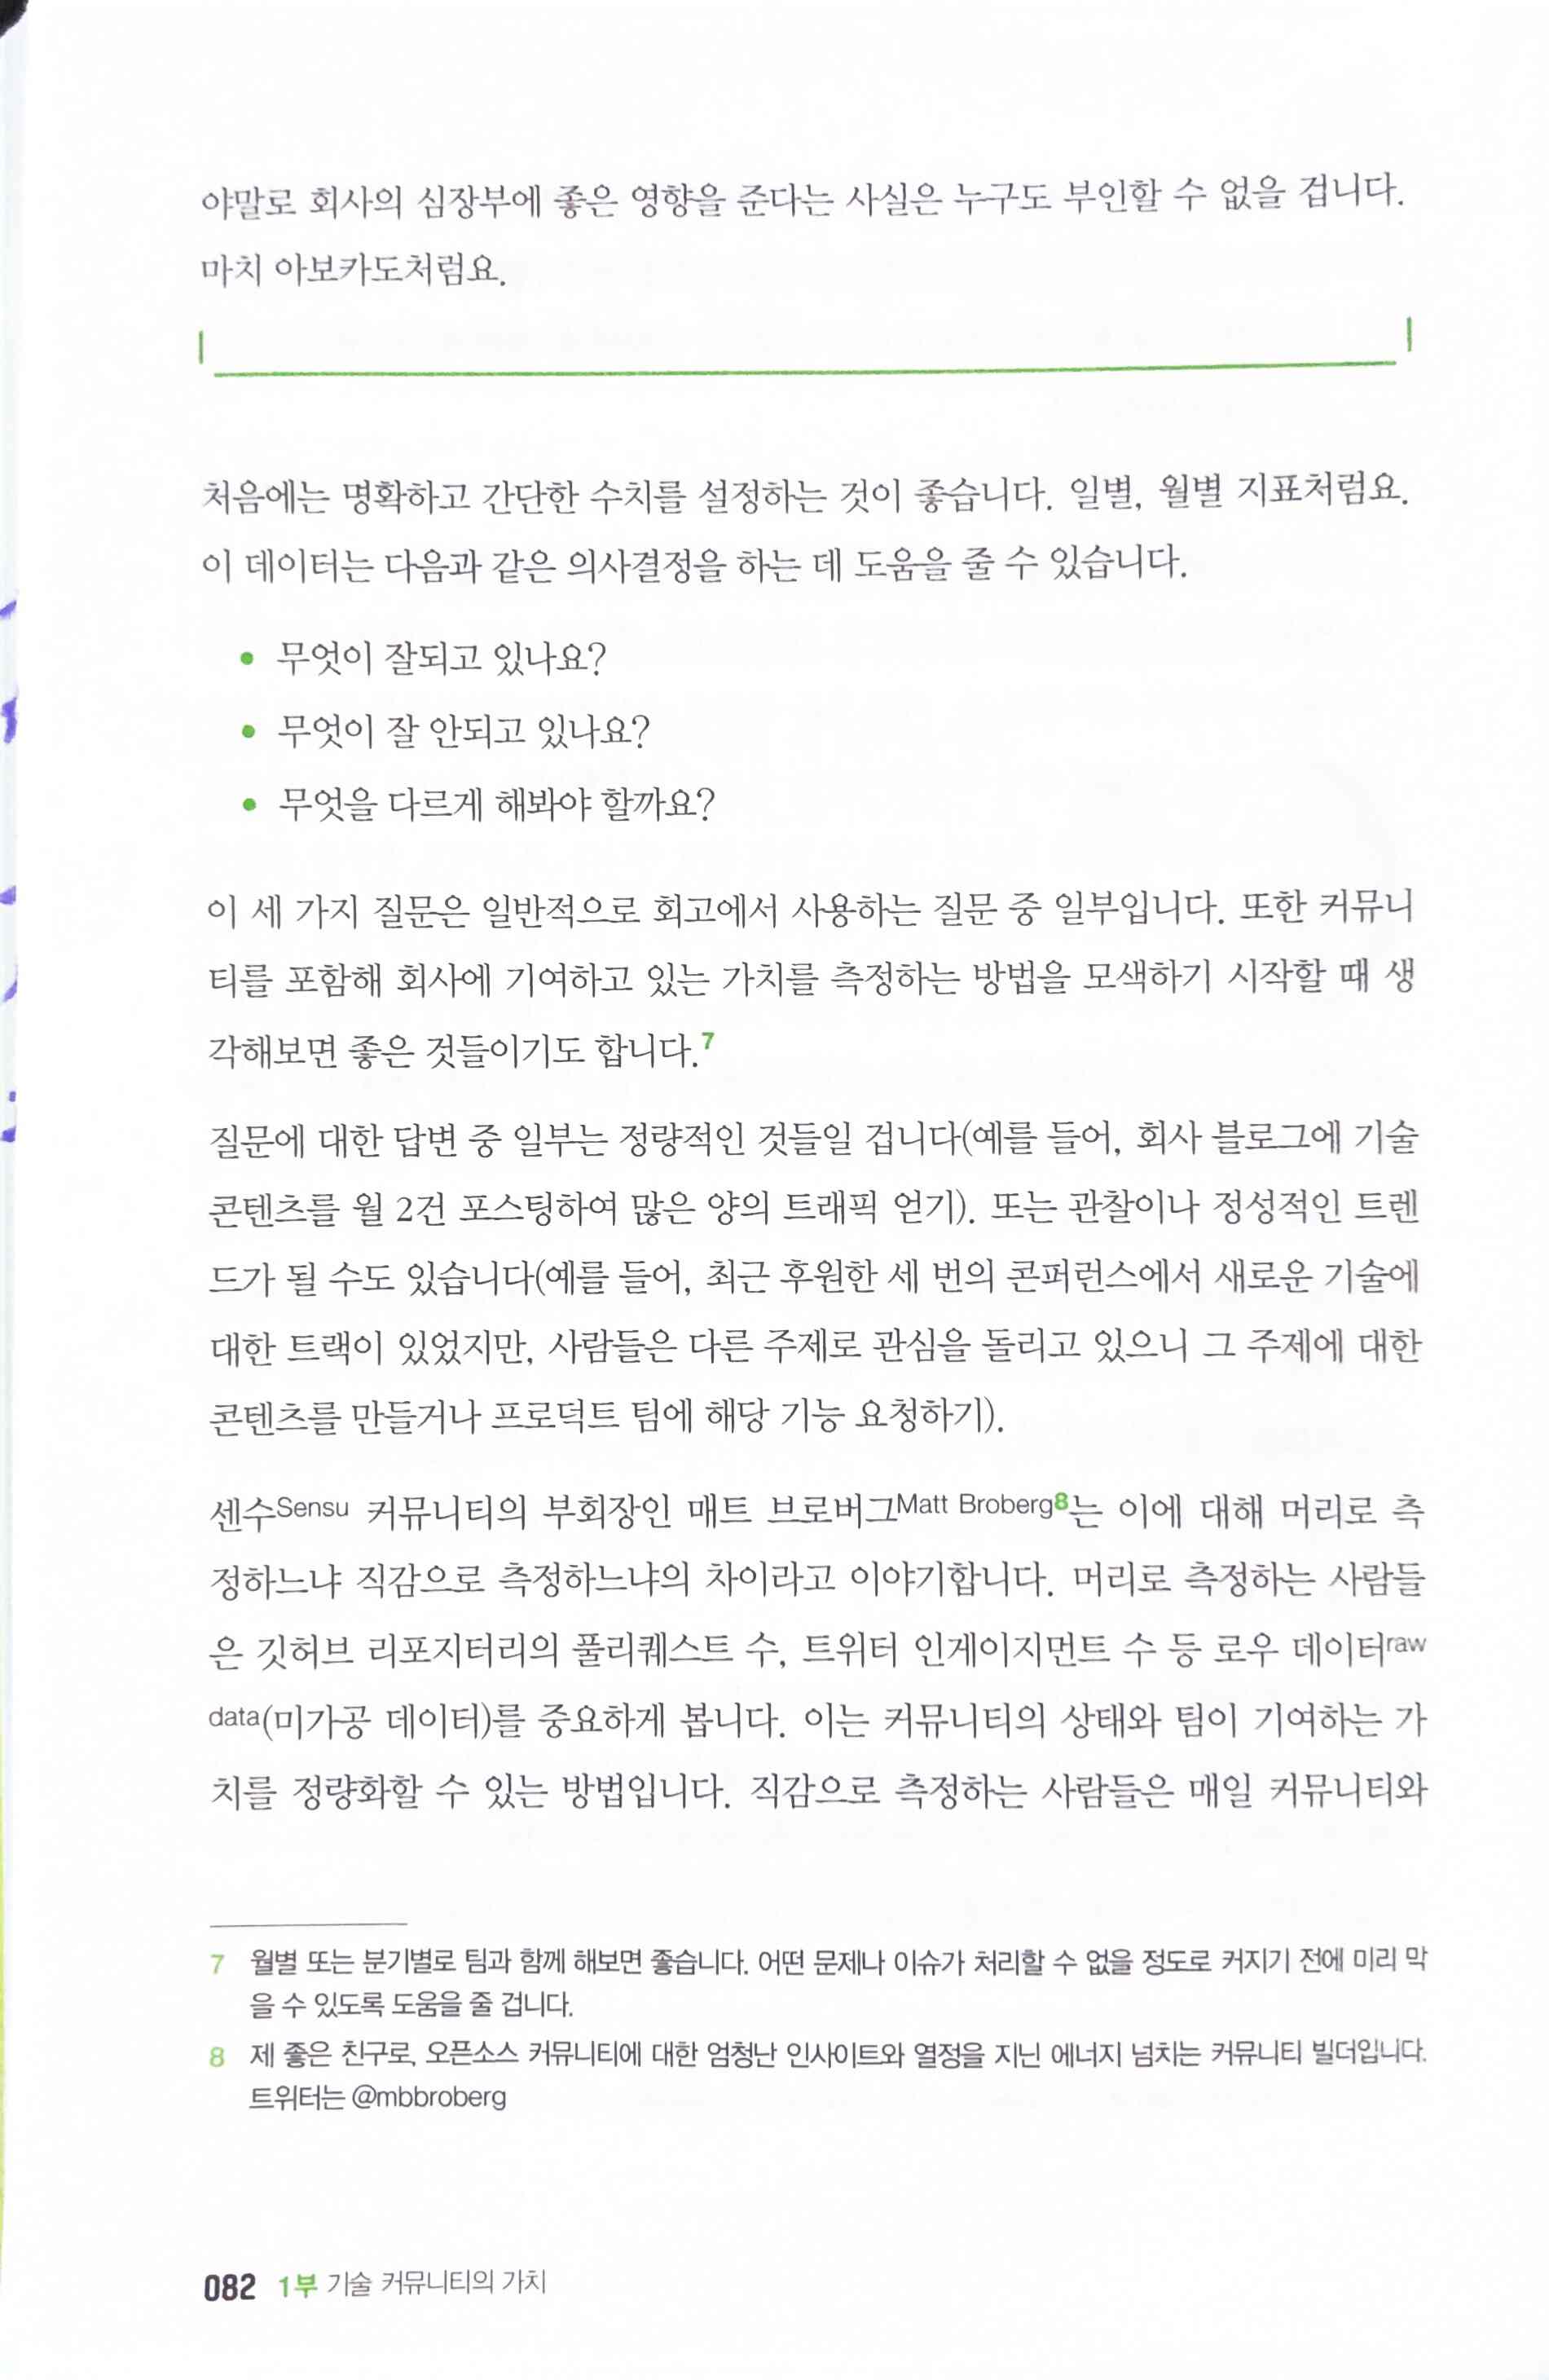 야말로 회사의 심장부에 좋은 영향을 준다는 사실은 누구도 부인할 수 없을 겁니다.
마치 아보카도처럼요.
처음에는 명확하고 간단한 수치를 설정하는 것이 좋습니다. 일별, 월별 지표처럼요.
이 데이터는 다음과 같은 의사결정을 하는 데 도움을 줄 수 있습니다.
• 무엇이 잘되고 있나요?
• 무엇이 잘 안되고 있나요?
• 무엇을 다르게 해봐야 할까요?
이 세 가지 질문은 일반적으로 회고에서 사용하는 질문 중 일부입니다. 또한 커뮤니
티를 포함해 회사에 기여하고 있는 가치를 측정하는 방법을 모색하기 시작할 때 생
각해보면 좋은 것들이기도 합니다.7
질문에 대한 답변 중 일부는 정량적인 것들일 겁니다(예를 들어, 회사 블로그에 기술
콘텐츠를 월 2건 포스팅하여 많은 양의 트래픽 얻기). 또는 관찰이나 정성적인 트렌
드가 될 수도 있습니다(예를 들어, 최근 후원한 세 번의 콘퍼런스에서 새로운 기술에
대한 트랙이 있었지만, 사람들은 다른 주제로 관심을 돌리고 있으니 그 주제에 대한
콘텐츠를 만들거나 프로덕트 팀에 해당 기능 요청하기).
센수Sensu 커뮤니티의 부회장인 매트 브로버그Matt Broberg8는 이에 대해 머리로 측
정하느냐 직감으로 측정하느냐의 차이라고 이야기합니다. 머리로 측정하는 사람들
은 깃허브 리포지터리의 풀리퀘스트 수, 트위터 인게이지먼트 수 등 로우 데이터raw
data(미가공 데이터)를 중요하게 봅니다. 이는 커뮤니티의 상태와 팀이 기여하는 가
치를 정량화할 수 있는 방법입니다. 직감으로 측정하는 사람들은 매일 커뮤니티와
7 월별 또는 분기별로 팀과 함께 해보면 좋습니다. 어떤 문제나 이슈가 처리할 수 없을 정도로 커지기 전에 미리 막
을 수 있도록 도움을 줄 겁니다.
8 제 좋은 친구로, 오픈소스 커뮤니티에 대한 엄청난 인사이트와 열정을 지닌 에너지 넘치는 커뮤니티 빌더입니다.
트위터는 @mbbroberg
082 1부 기술 커뮤니티의 가치